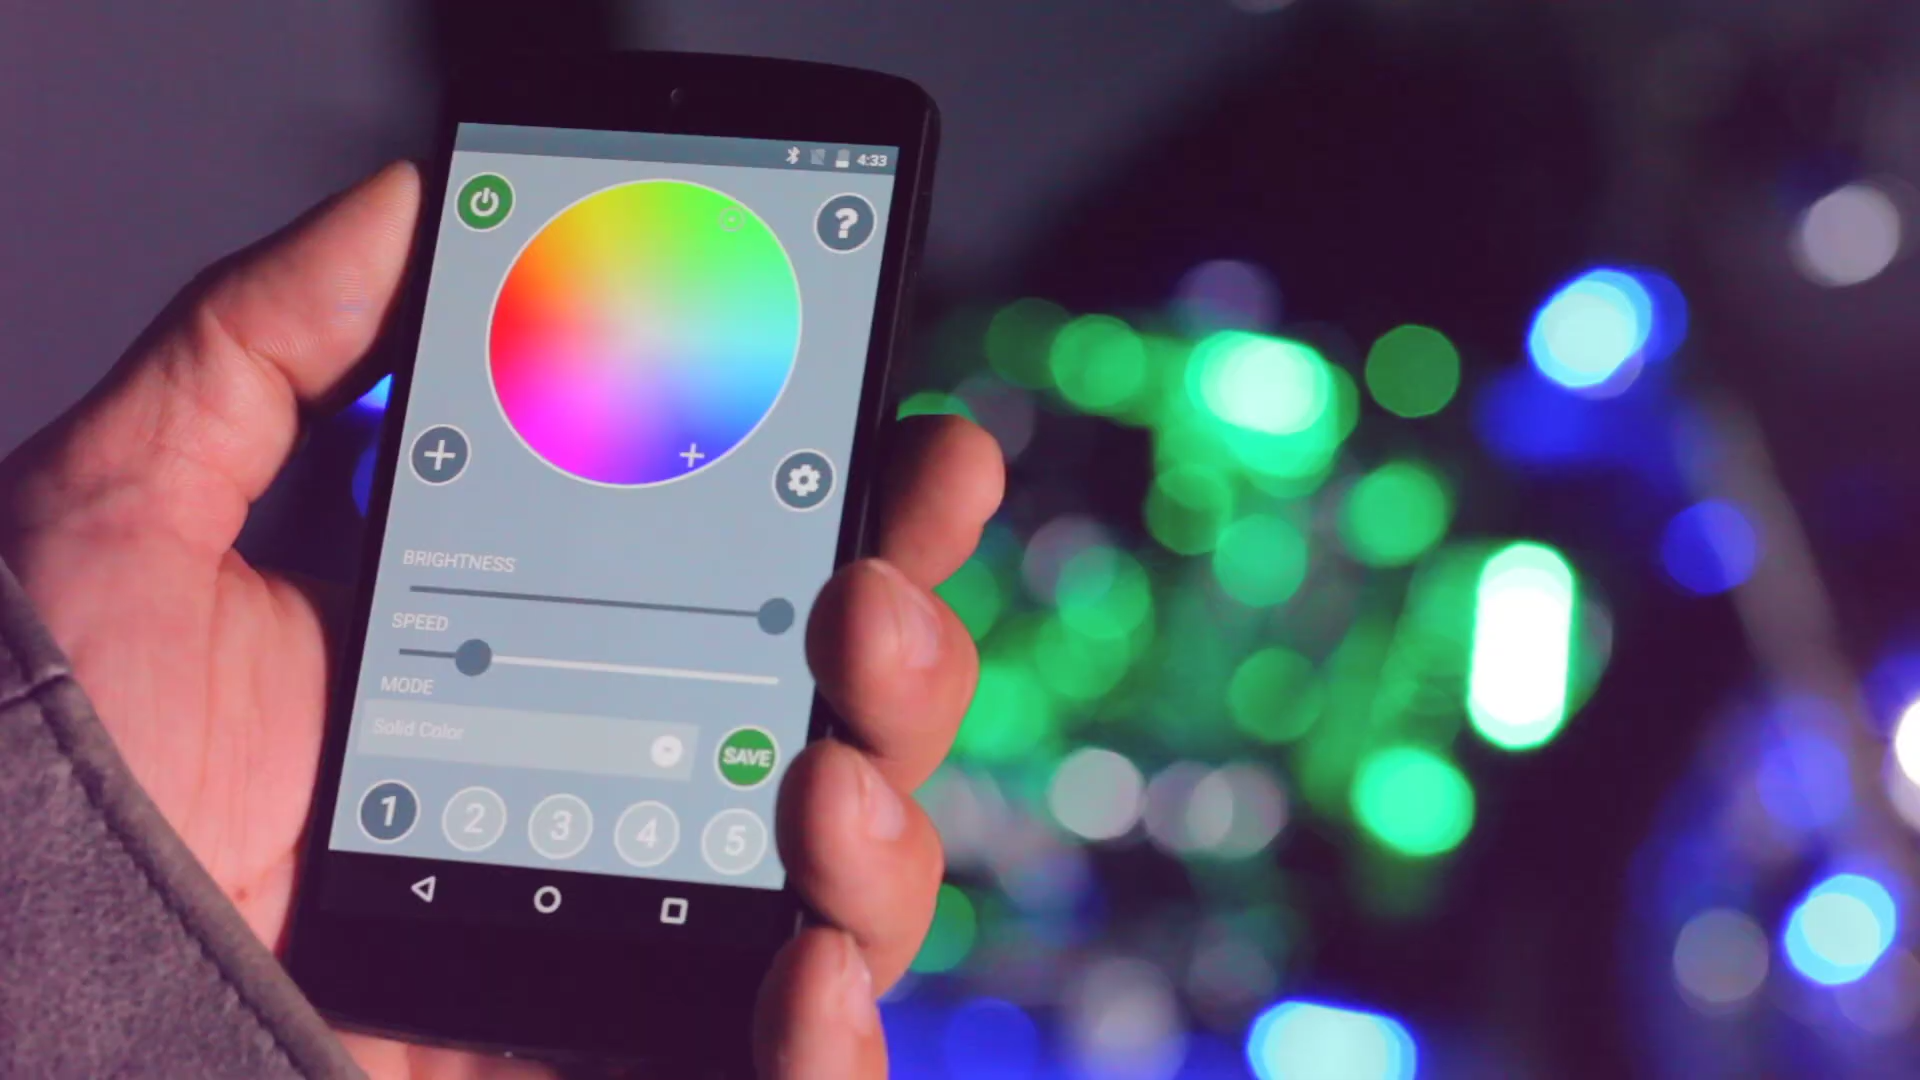 4:33
?
BRIGHTNESS
SPEED
MODE
Solid Color
SAVE
1 2 3 4 5